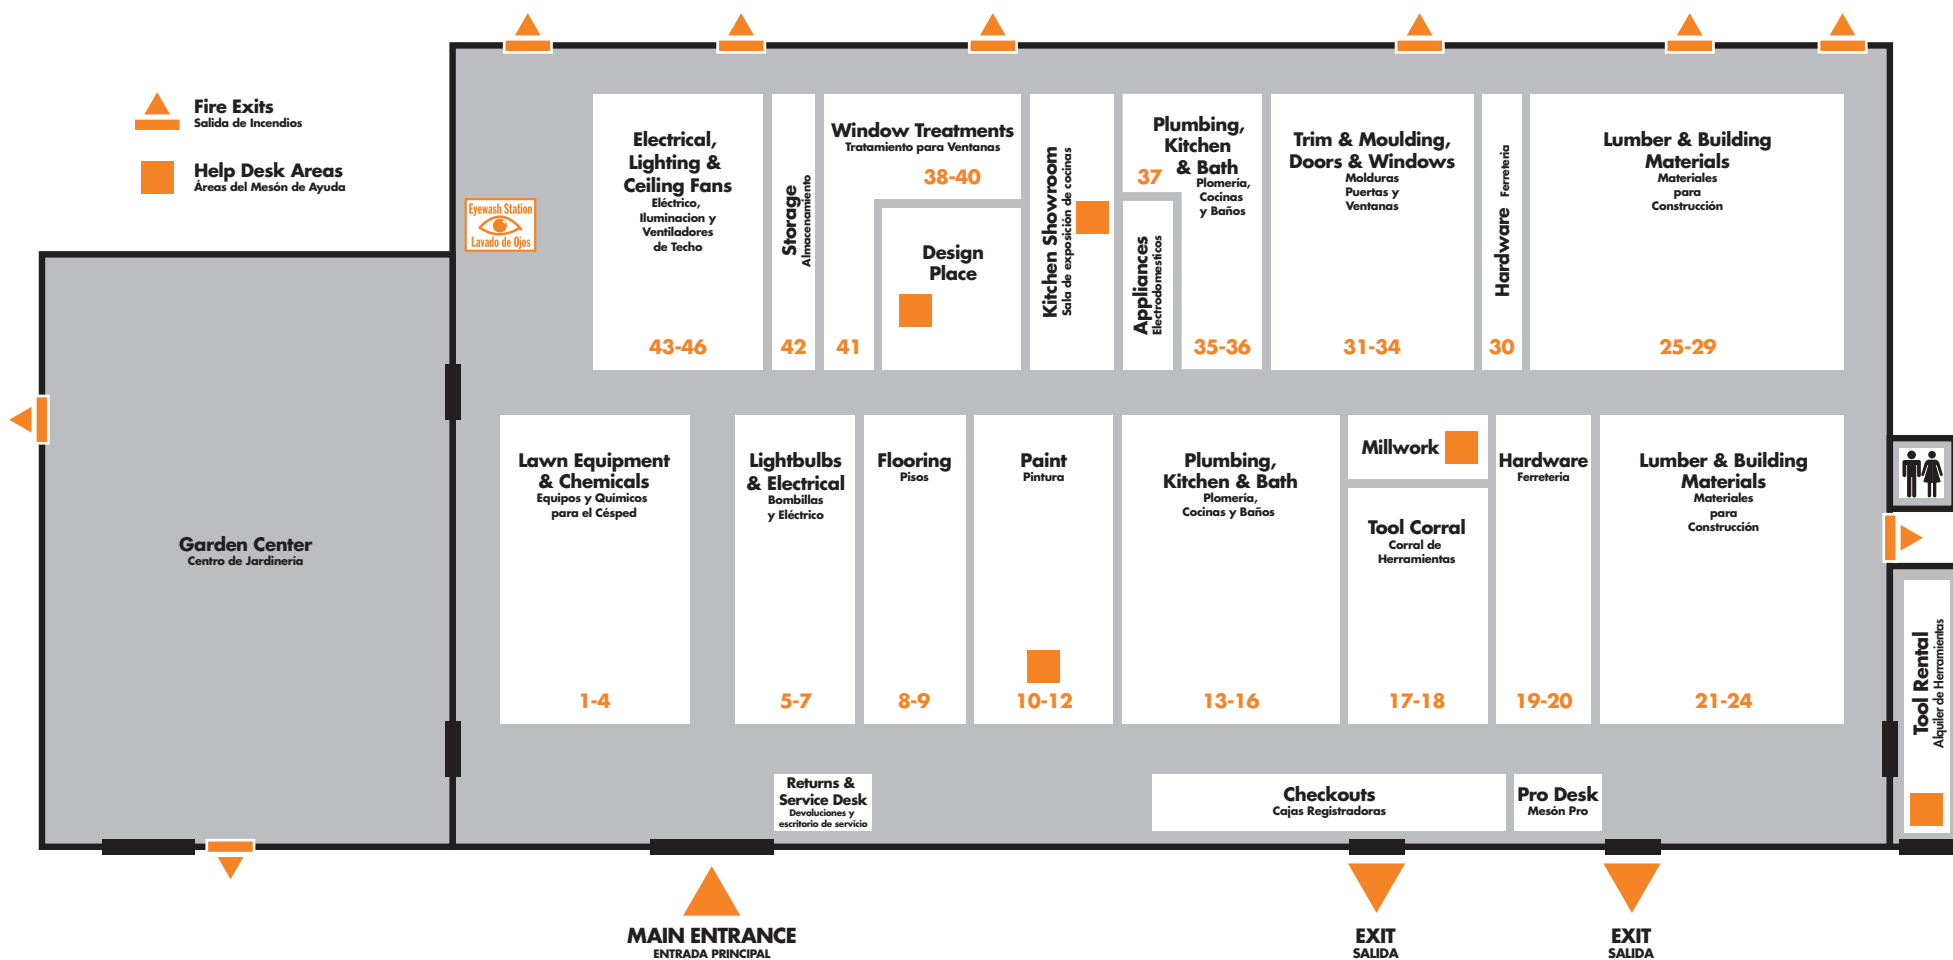 Fire Exits
Salida de Incendios
Help Desk Areas
Áreas del Mesón de Ayuda
Eyewash Station
Lavado de Ojos
Electrical,
Lighting &
Ceiling Fans
Eléctrico,
Iluminacion y
Ventiladores
de Techo
43-46
Storage
Almacenamiento
42
Window Treatments
Tratamiento para Ventanas
38-40
41
Design
Place
Kitchen Showroom
Sala de exposición de cocinas
Plumbing,
Kitchen
& Bath
Plomería,
Cocinas
y Baños
37
35-36
Appliances
Electrodomesticos
Trim & Moulding,
Doors & Windows
Molduras
Puertas y
Ventanas
31-34
Hardware Ferreteria
30
Lumber & Building
Materials
Materiales
para
Construcción
25-29
Garden Center
Centro de Jardinería
Lawn Equipment
& Chemicals
Equipos y Químicos
para el Césped
1-4
Lightbulbs
& Electrical
Bombillas
y Eléctrico
5-7
Flooring
Pisos
8-9
Paint
Pintura
10-12
Plumbing,
Kitchen & Bath
Plomería,
Cocinas y Baños
13-16
Millwork
Tool Corral
Corral de
Herramientas
17-18
Hardware
Ferreteria
19-20
Lumber & Building
Materials
Materiales
para
Construcción
21-24
Tool Rental
Alquiler de Herramientas
Returns &
Service Desk
Devoluciones y
escritorio de servicio
Checkouts
Cajas Registradoras
Pro Desk
Mesón Pro
MAIN ENTRANCE
ENTRADA PRINCIPAL
EXIT
SALIDA
EXIT
SALIDA